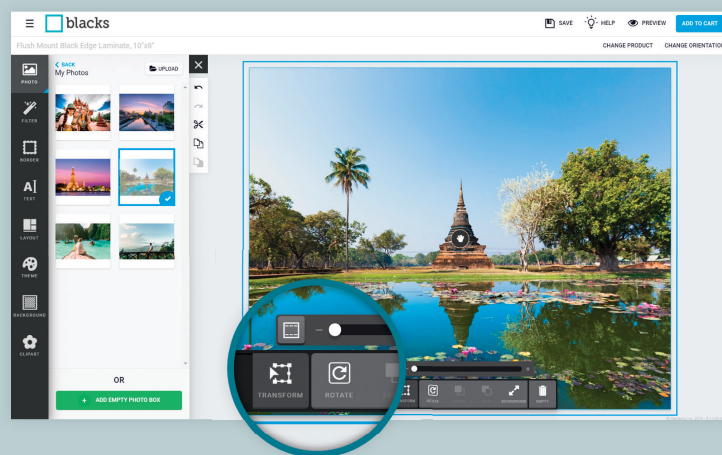 blacks
SAVE
HELP
PREVIEW
ADD TO CART
Flush Mount Black Edge Laminate, 10"x8"
CHANGE PRODUCT
CHANGE ORIENTATION
PHOTO
BACK
My Photos
UPLOAD
FILTER
BORDER
TEXT
LAYOUT
THEME
BACKGROUND
CLIPART
OR
+ ADD EMPTY PHOTO BOX
TRANSFORM
ROTATE
ROTATE
BACKGROUND
EMPTY